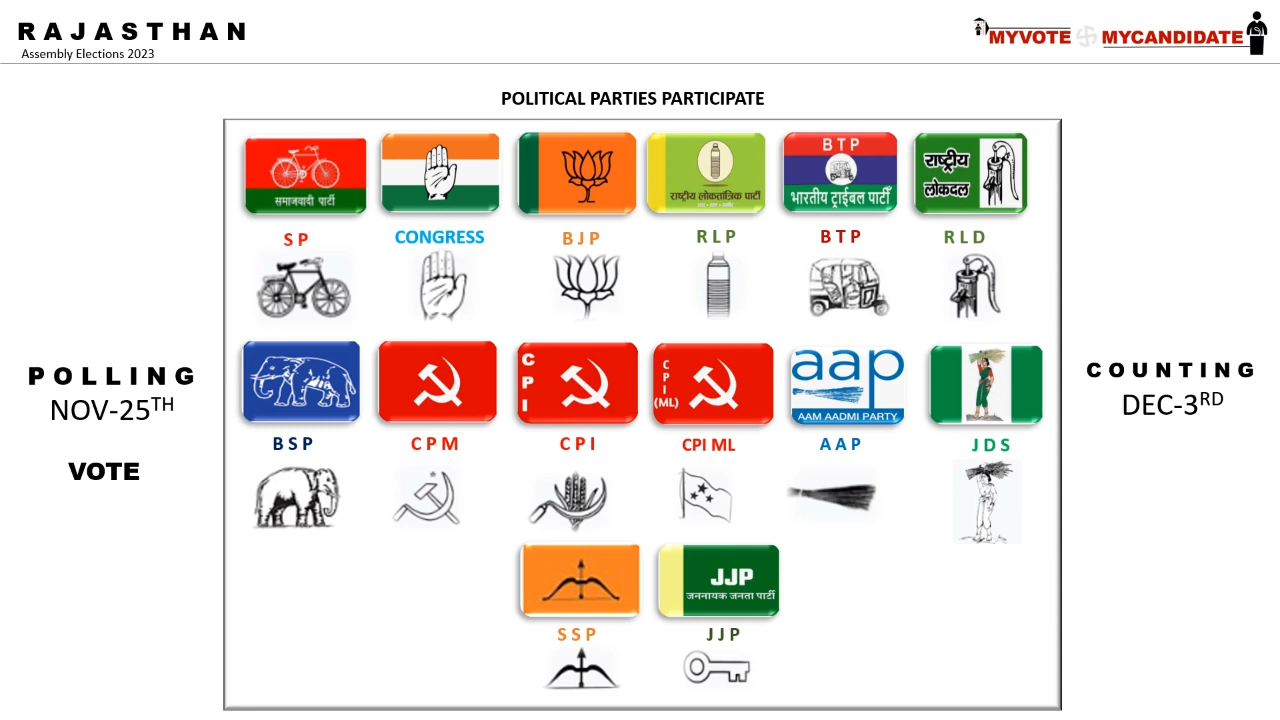 RAJASTHAN
Assembly Elections 2023
MYVOTE MYCANDIDATE
POLITICAL PARTIES PARTICIPATE
समाजवादी पार्टी
राष्ट्रीय लोकतांत्रिक पार्टी
BTP
भारतीय ट्राईबल पार्टी
राष्ट्रीय
लोकदल
SP CONGRESS BJP RLP BTP RLD
CPI
CPI (ML)
aap
AAM AADMI PARTY
BSP CPM CPI CPI ML AAP JDS
JJP
जननायक जनता पार्टी
SSP JJP
POLLING
NOV-25TH
VOTE
COUNTING
DEC-3RD